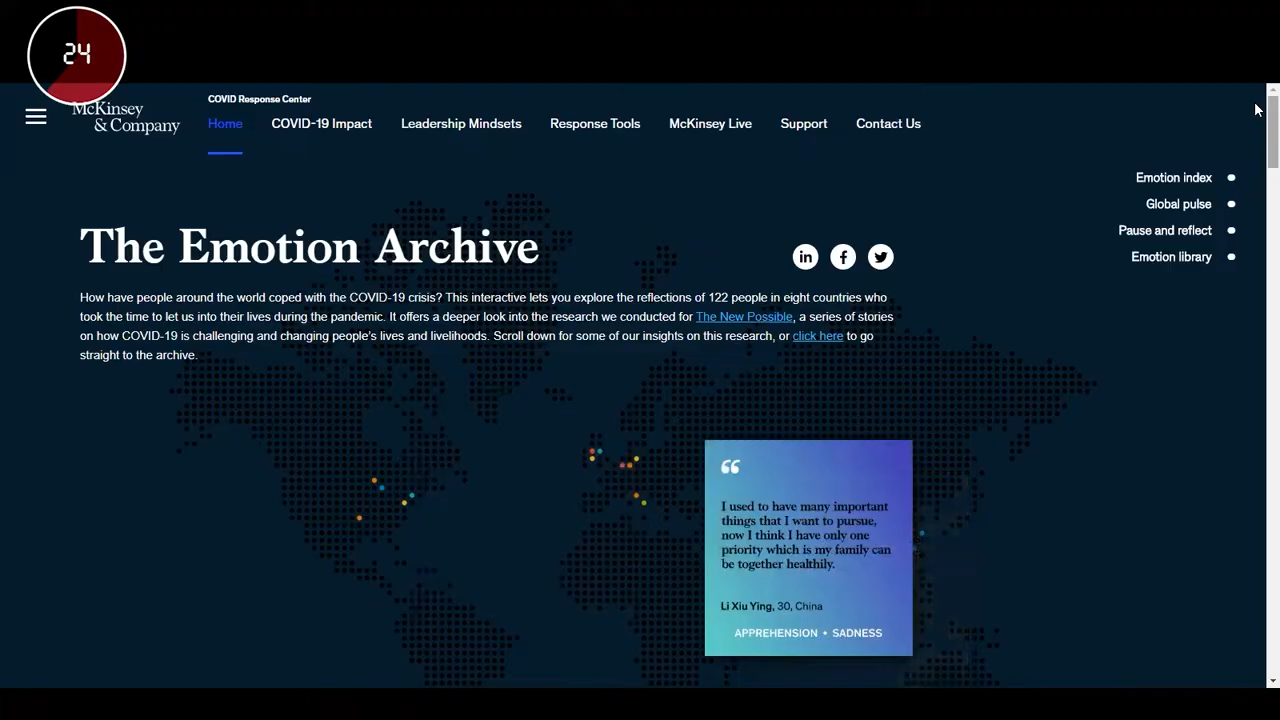 24
McKinsey
& Company
COVID Response Center
Home COVID-19 Impact Leadership Mindsets Response Tools McKinsey Live Support Contact Us
Emotion index
Global pulse
Pause and reflect
Emotion library
The Emotion Archive
in f
How have people around the world coped with the COVID-19 crisis? This interactive lets you explore the reflections of 122 people in eight countries who
took the time to let us into their lives during the pandemic. It offers a deeper look into the research we conducted for The New Possible, a series of stories
on how COVID-19 is challenging and changing people's lives and livelihoods. Scroll down for some of our insights on this research, or click here to go
straight to the archive.
“
I used to have many important
things that I want to pursue,
now I think I have only one
priority which is my family can
be together healthily.
Li Xiu Ying, 30, China
APPREHENSION • SADNESS